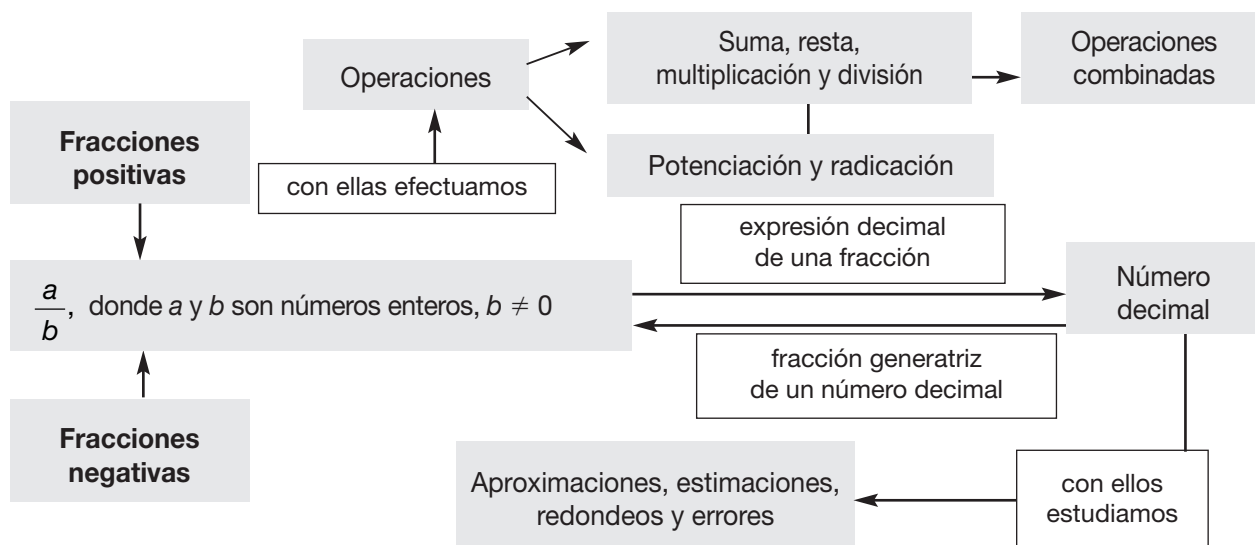 Operaciones
Suma, resta,
multiplicación y división
Operaciones
combinadas
Fracciones
positivas
con ellas efectuamos
Potenciación y radicación
expresión decimal
de una fracción
a/b, donde a y b son números enteros, b ≠ 0
Número
decimal
fracción generatriz
de un número decimal
Fracciones
negativas
Aproximaciones, estimaciones,
redondeos y errores
con ellos
estudiamos